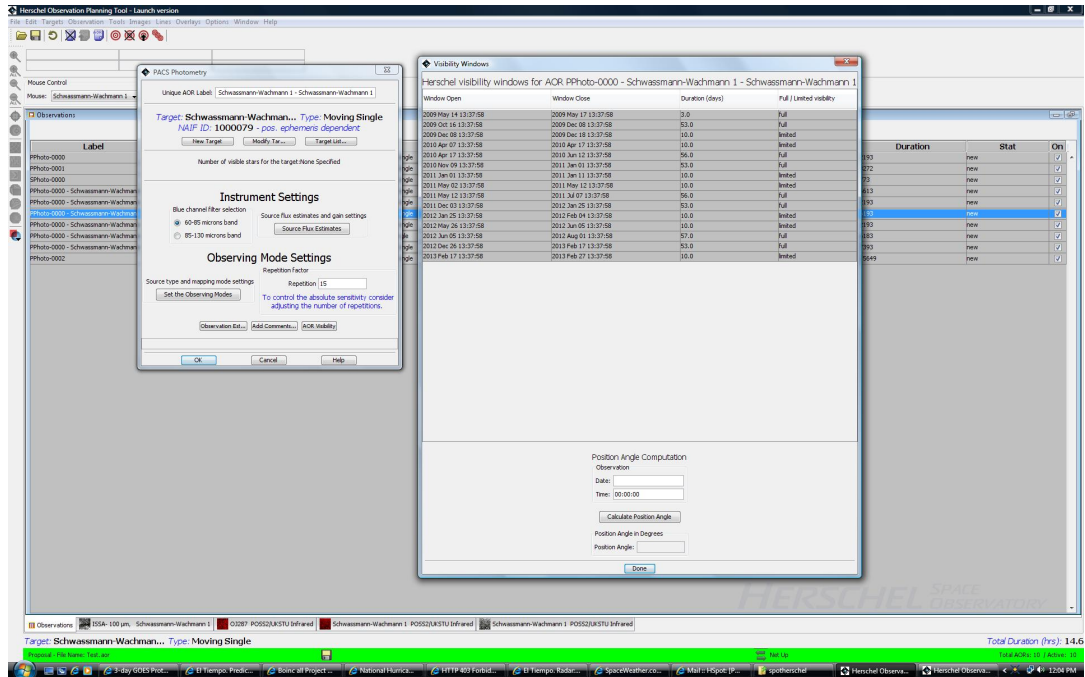 Herschel Observation Planning Tool - Launch version
File Edit Targets Observation Tools Images Lines Overlays Options Window Help
Mouse Control
Mouse: Schwassmann-Wachmann 1
Observations
Label Duration Stat On
PPhoto-0000 new
PPhoto-0001 new
SPhoto-0000 new
PPhoto-0000 - Schwassmann-Wachman new
PPhoto-0000 - Schwassmann-Wachman new
PPhoto-0000 - Schwassmann-Wachman new
PPhoto-0000 - Schwassmann-Wachman new
PPhoto-0000 - Schwassmann-Wachman new
PPhoto-0000 - Schwassmann-Wachman new
PPhoto-0002 new
PACS Photometry
Unique AOR Label: Schwassmann-Wachmann 1 - Schwassmann-Wachmann 1
Target: Schwassmann-Wachman... Type: Moving Single
NAIF ID: 1000079 - pos. ephemeris dependent
New Target Modify Tar... Target List...
Number of visible stars for the target:None Specified
Instrument Settings
Blue channel filter selection
60-85 microns band
85-130 microns band
Source flux estimates and gain settings
Source Flux Estimates
Observing Mode Settings
Source type and mapping mode settings
Set the Observing Modes
Repetition factor
Repetition 15
To control the absolute sensitivity consider
adjusting the number of repetitions.
Observation Est... Add Comments... AOR Visibility
OK Cancel Help
Visibility Windows
Herschel visibility windows for AOR PPhoto-0000 - Schwassmann-Wachmann 1 - Schwassmann-Wachmann 1
Window Open Window Close Duration (days) Full / Limited visibility
2009 May 14 13:37:58 2009 May 17 13:37:58 3.0 full
2009 Oct 16 13:37:58 2009 Dec 08 13:37:58 53.0 full
2009 Dec 08 13:37:58 2009 Dec 18 13:37:58 10.0 limited
2010 Apr 07 13:37:58 2010 Apr 17 13:37:58 10.0 limited
2010 Apr 17 13:37:58 2010 Jun 12 13:37:58 56.0 full
2010 Nov 09 13:37:58 2011 Jan 01 13:37:58 53.0 full
2011 Jan 01 13:37:58 2011 Jan 11 13:37:58 10.0 limited
2011 May 02 13:37:58 2011 May 12 13:37:58 10.0 limited
2011 May 12 13:37:58 2011 Jul 07 13:37:58 56.0 full
2011 Dec 03 13:37:58 2012 Jan 25 13:37:58 53.0 full
2012 Jan 25 13:37:58 2012 Feb 04 13:37:58 10.0 limited
2012 May 26 13:37:58 2012 Jun 05 13:37:58 10.0 limited
2012 Jun 05 13:37:58 2012 Aug 01 13:37:58 57.0 full
2012 Dec 26 13:37:58 2013 Feb 17 13:37:58 53.0 full
2013 Feb 17 13:37:58 2013 Feb 27 13:37:58 10.0 limited
Position Angle Computation
Observation
Date:
Time: 00:00:00
Calculate Position Angle
Position Angle in Degrees
Position Angle:
Done
HERSCHEL SPACE OBSERVATORY
Observations ISSA- 100 µm, Schwassmann-Wachmann 1 OJ287 POSS2/UKSTU Infrared Schwassmann-Wachmann 1 POSS2/UKSTU Infrared Schwassmann-Wachmann 1 POSS2/UKSTU Infrared
Target: Schwassmann-Wachman... Type: Moving Single Total Duration (hrs): 14.6
Proposal - File Name: Test.aor Net Up Total AORs: 10 / Active: 10
3-day GOES Prot... El Tiempo. Predic... Boinc all Project ... National Hurrica... HTTP 403 Forbid... El Tiempo. Radar... SpaceWeather.co... Mail :: HSpot: [P... spotherschel Herschel Observa... Herschel Observa... 12:04 PM